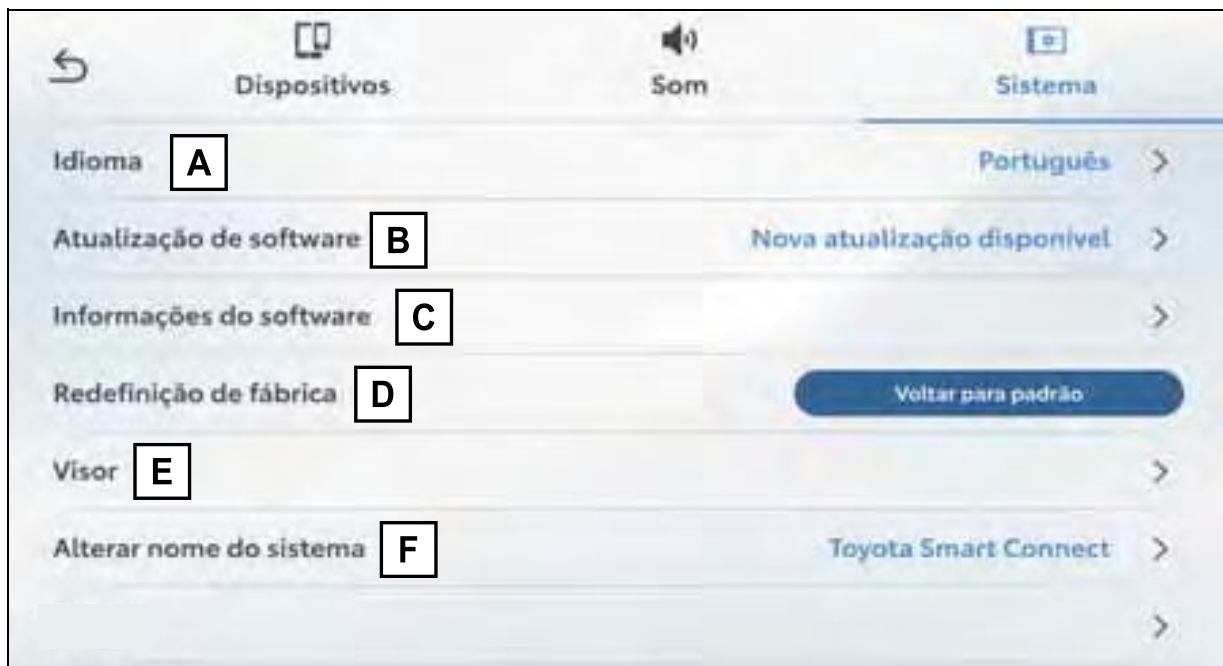 Dispositivos
Som
Sistema
Idioma A Português
Atualização de software B Nova atualização disponível
Informações do software C
Redefinição de fábrica D Voltar para padrão
Visor E
Alterar nome do sistema F Toyota Smart Connect